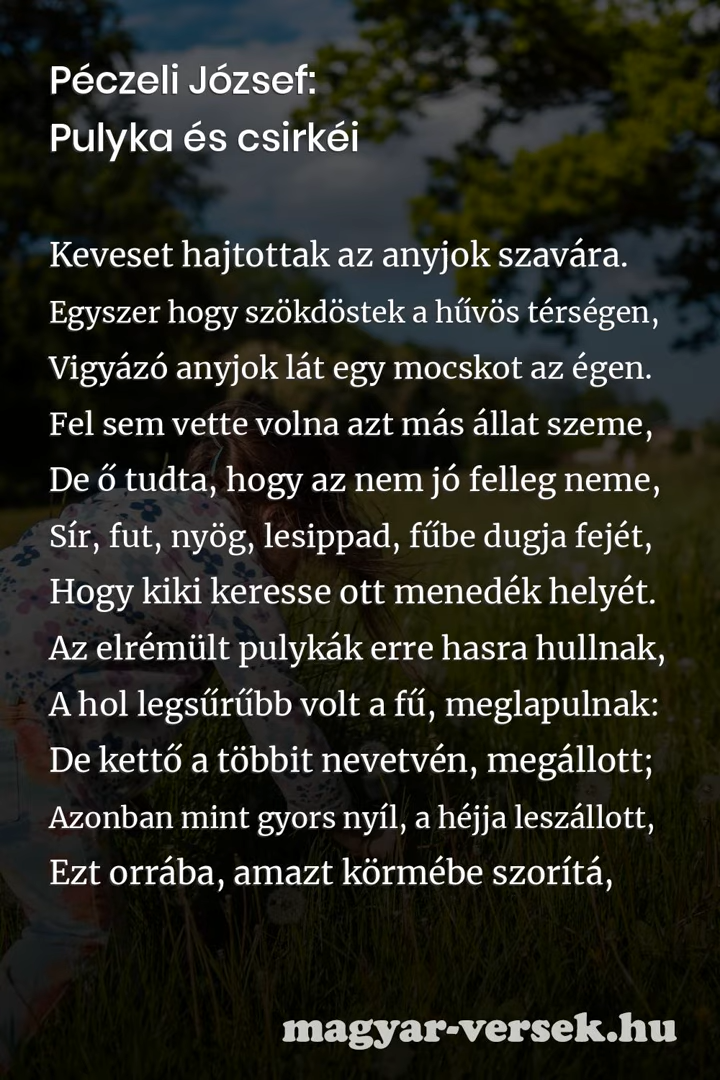 Péczeli József:
Pulyka és csirkéi
Keveset hajtottak az anyjok szavára.
Egyszer hogy szökdöstek a hűvös térségen,
Vigyázó anyjok lát egy mocskot az égen.
Fel sem vette volna azt más állat szeme,
De ő tudta, hogy az nem jó felleg neme,
Sír, fut, nyög, lesippad, fűbe dugja fejét,
Hogy kiki keresse ott menedék helyét.
Az elrémült pulykák erre hasra hullnak,
A hol legsűrűbb volt a fű, meglapulnak:
De kettő a többit nevetvén, megállott;
Azonban mint gyors nyíl, a héjja leszállott,
Ezt orrába, amazt körmébe szorítá,
magyar-versek.hu